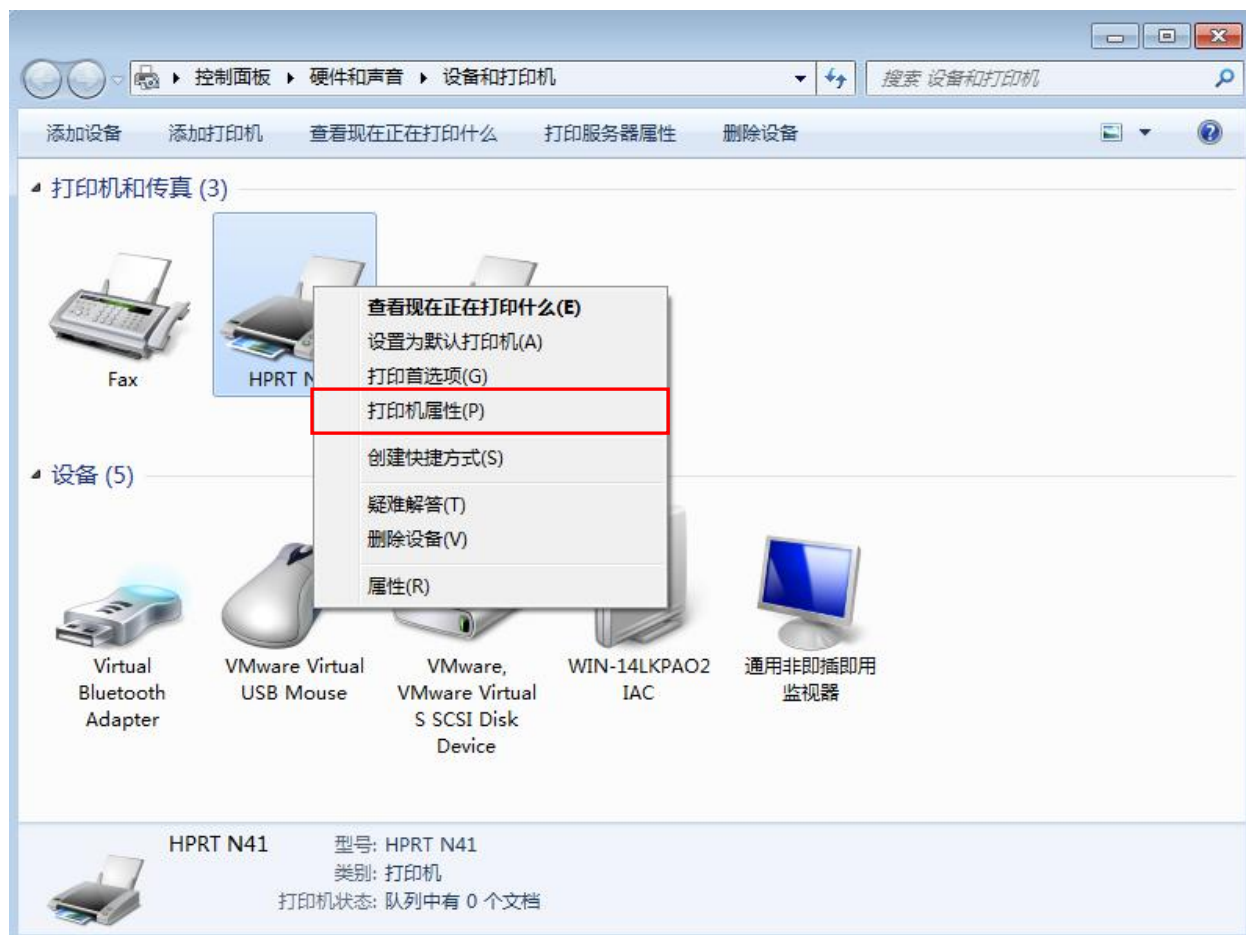 控制面板 硬件和声音 设备和打印机 搜索 设备和打印机
添加设备 添加打印机 查看现在正在打印什么 打印服务器属性 删除设备
打印机和传真 (3)
Fax
HPRT N
查看现在正在打印什么(E)
设置为默认打印机(A)
打印首选项(G)
打印机属性(P)
创建快捷方式(S)
疑难解答(T)
删除设备(V)
属性(R)
设备 (5)
Virtual
Bluetooth
Adapter
VMware Virtual
USB Mouse
VMware,
VMware Virtual
S SCSI Disk
Device
WIN-14LKPAO2
IAC
通用非即插即用
监视器
HPRT N41 型号: HPRT N41
类别: 打印机
打印机状态: 队列中有 0 个文档